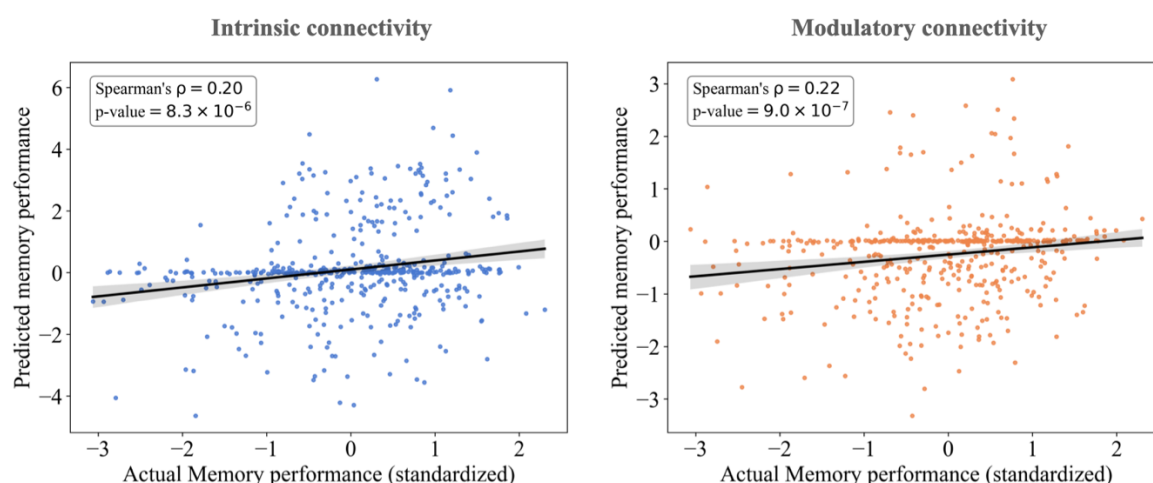 Intrinsic connectivity
Spearman's ρ = 0.20
p-value = 8.3 × 10⁻⁶
Predicted memory performance
6
4
2
0
−2
−4
−3 −2 −1 0 1 2
Actual Memory performance (standardized)
Modulatory connectivity
Spearman's ρ = 0.22
p-value = 9.0 × 10⁻⁷
Predicted memory performance
3
2
1
0
−1
−2
−3
−3 −2 −1 0 1 2
Actual Memory performance (standardized)